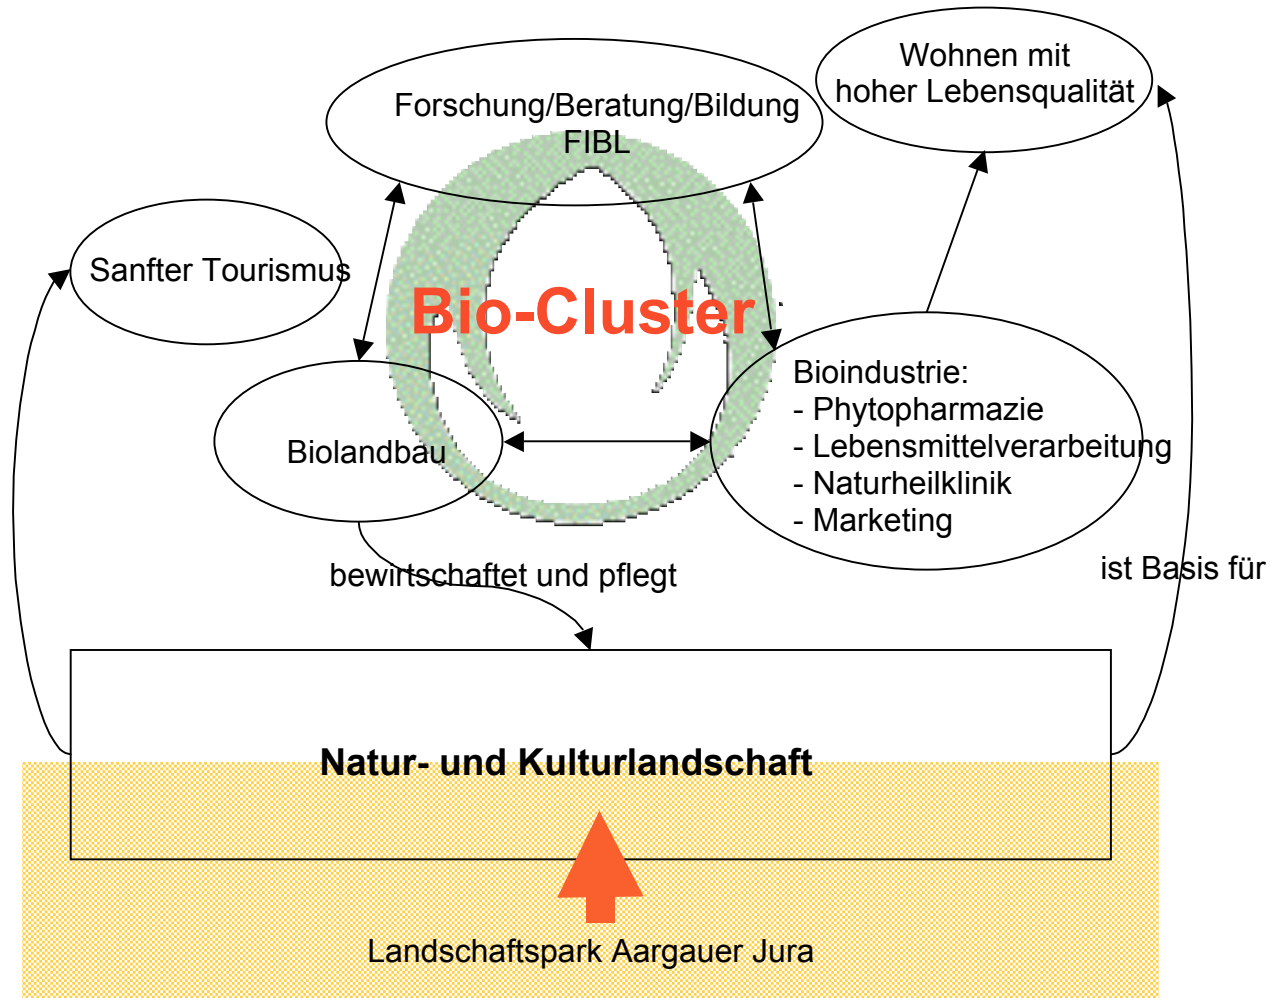 Wohnen mit
hoher Lebensqualität
Forschung/Beratung/Bildung
FIBL
Sanfter Tourismus
Bio-Cluster
Bioindustrie:
- Phytopharmazie
- Lebensmittelverarbeitung
- Naturheilklinik
- Marketing
Biolandbau
bewirtschaftet und pflegt
ist Basis für
Natur- und Kulturlandschaft
Landschaftspark Aargauer Jura